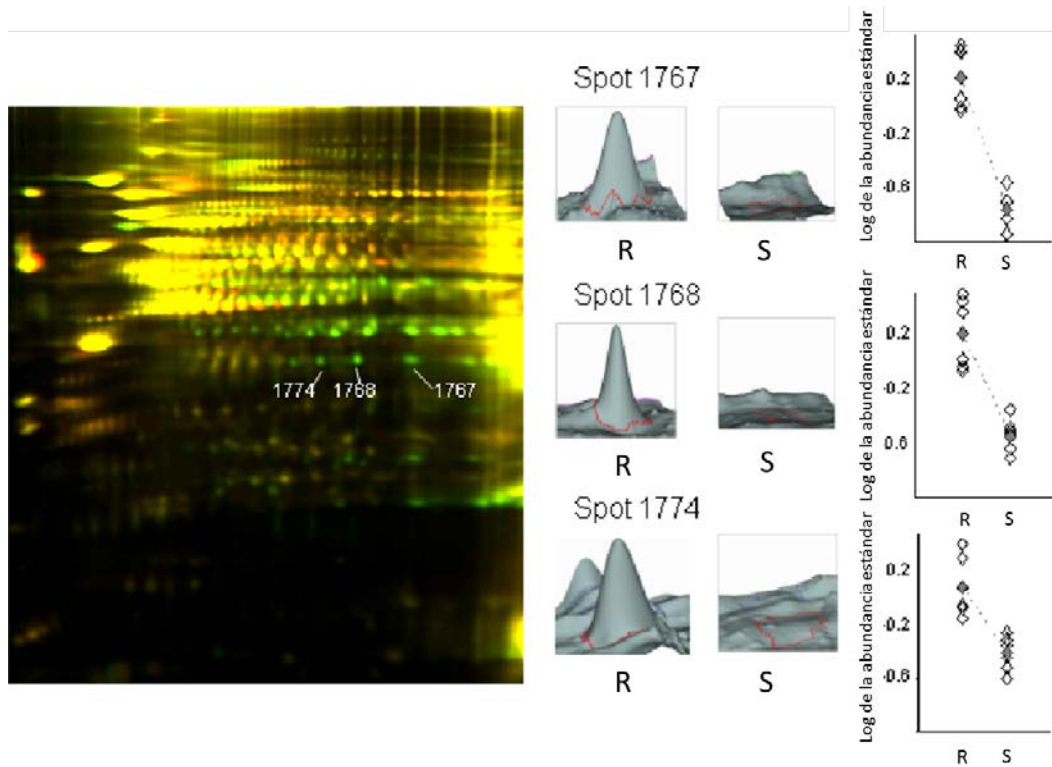 1774
1768
1767
Spot 1767
R
S
Spot 1768
R
S
Spot 1774
R
S
Log de la abundancia estándar
0.2
-0.2
-0.8
R
S
Log de la abundancia estándar
0.2
-0.2
0.6
R
S
Log de la abundancia estándar
0.2
-0.2
-0.6
R
S